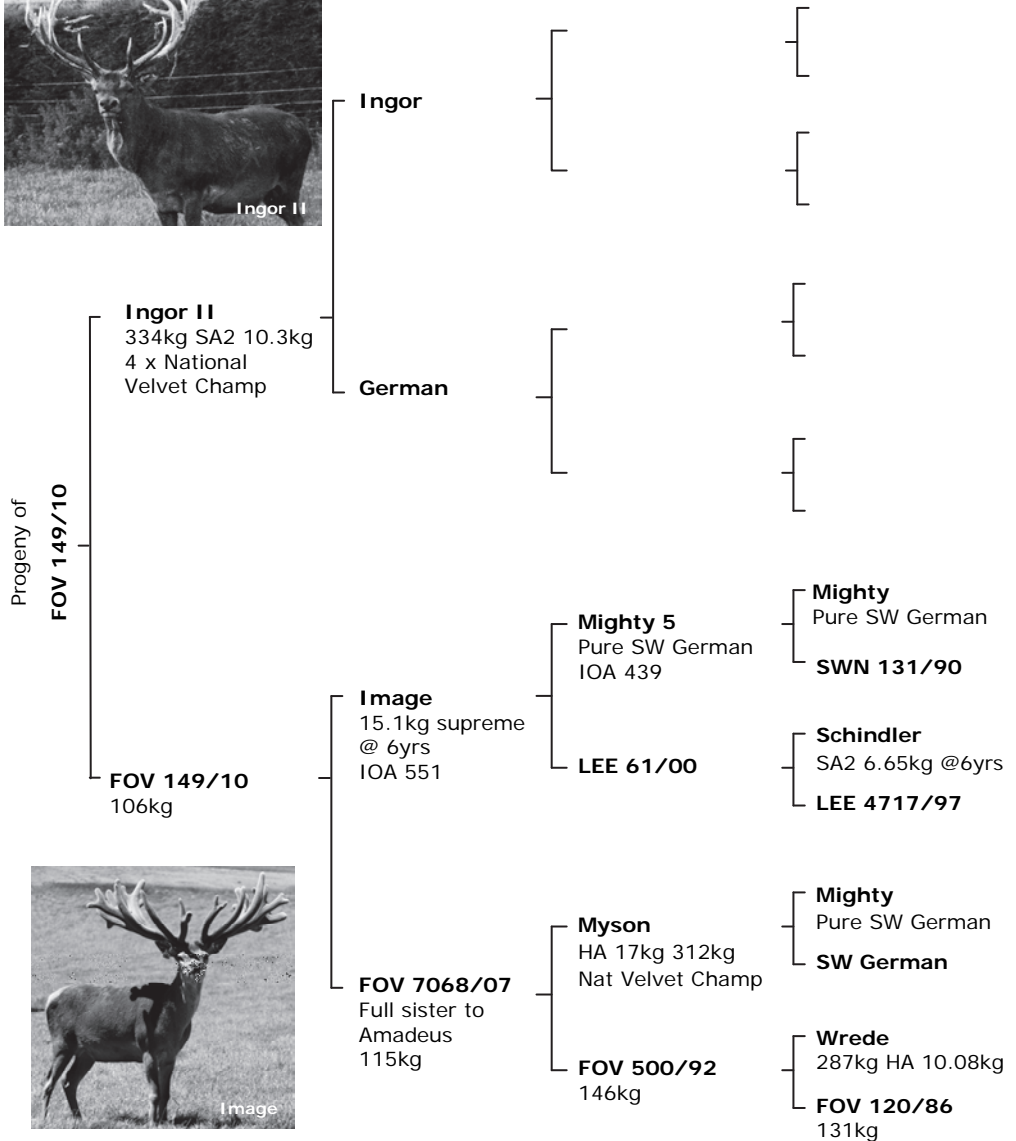 Ingor II
Ingor
Ingor II
334kg SA2 10.3kg
4 x National
Velvet Champ
German
Progeny of
FOV 149/10
Mighty 5
Pure SW German
IOA 439
Mighty
Pure SW German
SWN 131/90
Image
15.1kg supreme
@ 6yrs
IOA 551
LEE 61/00
Schindler
SA2 6.65kg @6yrs
LEE 4717/97
FOV 149/10
106kg
Image
FOV 7068/07
Full sister to
Amadeus
115kg
Myson
HA 17kg 312kg
Nat Velvet Champ
Mighty
Pure SW German
SW German
FOV 500/92
146kg
Wrede
287kg HA 10.08kg
FOV 120/86
131kg